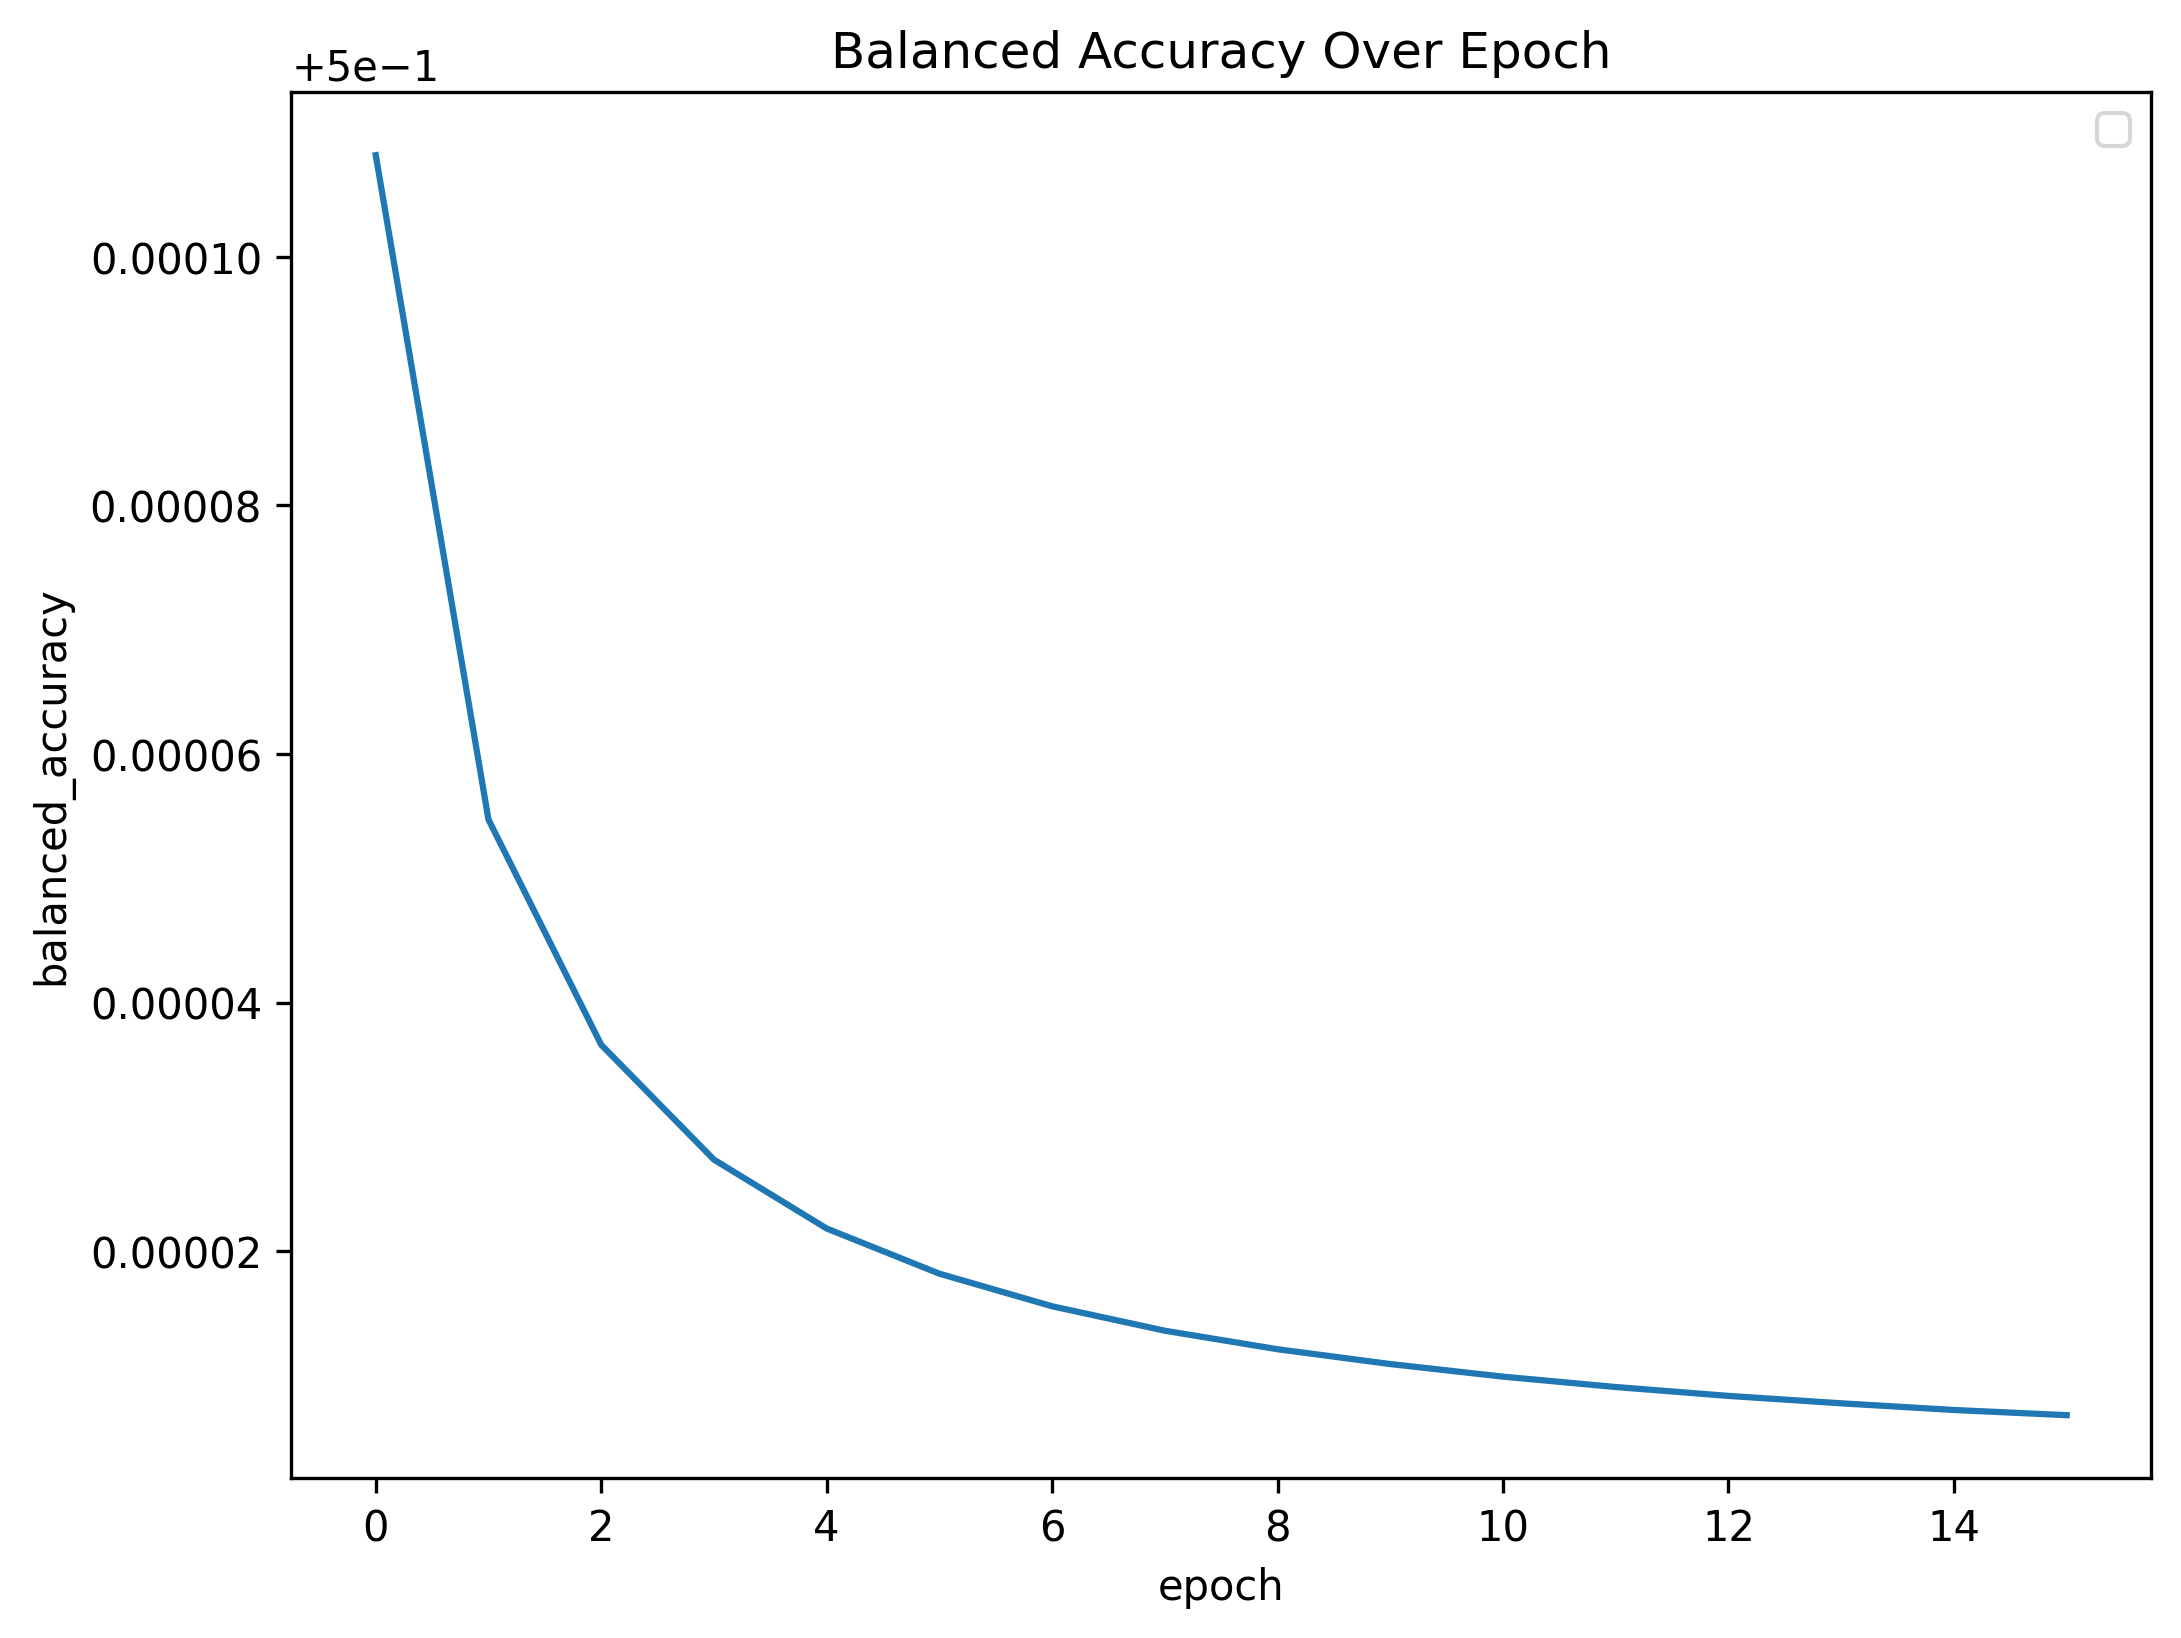 Balanced Accuracy Over Epoch
+5e−1
0.00010
0.00008
0.00006
0.00004
0.00002
balanced_accuracy
0 2 4 6 8 10 12 14
epoch